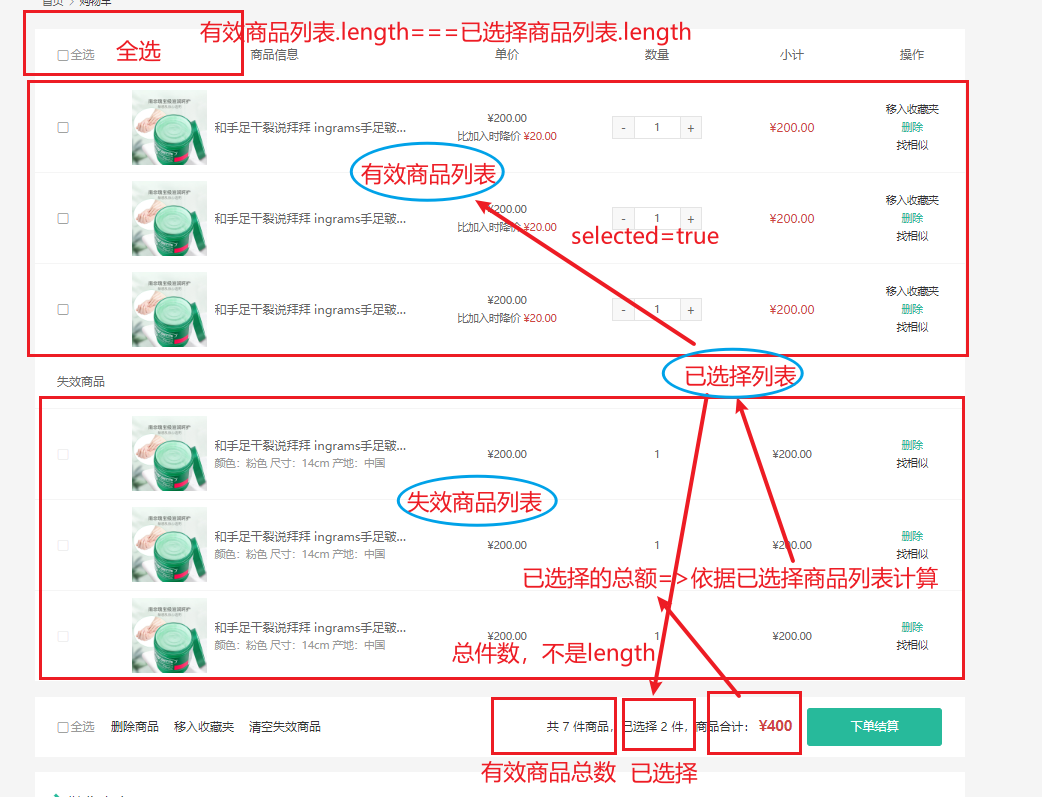 首页 > 购物车
有效商品列表.length===已选择商品列表.length
全选 全选 商品信息 单价 数量 小计 操作
和手足干裂说拜拜 ingrams手足皲... ¥200.00 - 1 + ¥200.00 移入收藏夹
比加入时降价 ¥20.00 删除
找相似
有效商品列表
和手足干裂说拜拜 ingrams手足皲... ¥200.00 - 1 + ¥200.00 移入收藏夹
比加入时降价 ¥20.00 删除
selected=true 找相似
和手足干裂说拜拜 ingrams手足皲... ¥200.00 - 1 + ¥200.00 移入收藏夹
比加入时降价 ¥20.00 删除
找相似
失效商品 已选择列表
和手足干裂说拜拜 ingrams手足皲... ¥200.00 1 ¥200.00 删除
颜色：粉色 尺寸：14cm 产地：中国 找相似
失效商品列表
和手足干裂说拜拜 ingrams手足皲... ¥200.00 1 ¥200.00 删除
颜色：粉色 尺寸：14cm 产地：中国 找相似
已选择的总额=>依据已选择商品列表计算
和手足干裂说拜拜 ingrams手足皲... ¥200.00 1 ¥200.00 删除
颜色：粉色 尺寸：14cm 产地：中国 找相似
总件数，不是length
全选 删除商品 移入收藏夹 清空失效商品 共 7 件商品，已选择 2 件，商品合计： ¥400 下单结算
有效商品总数 已选择